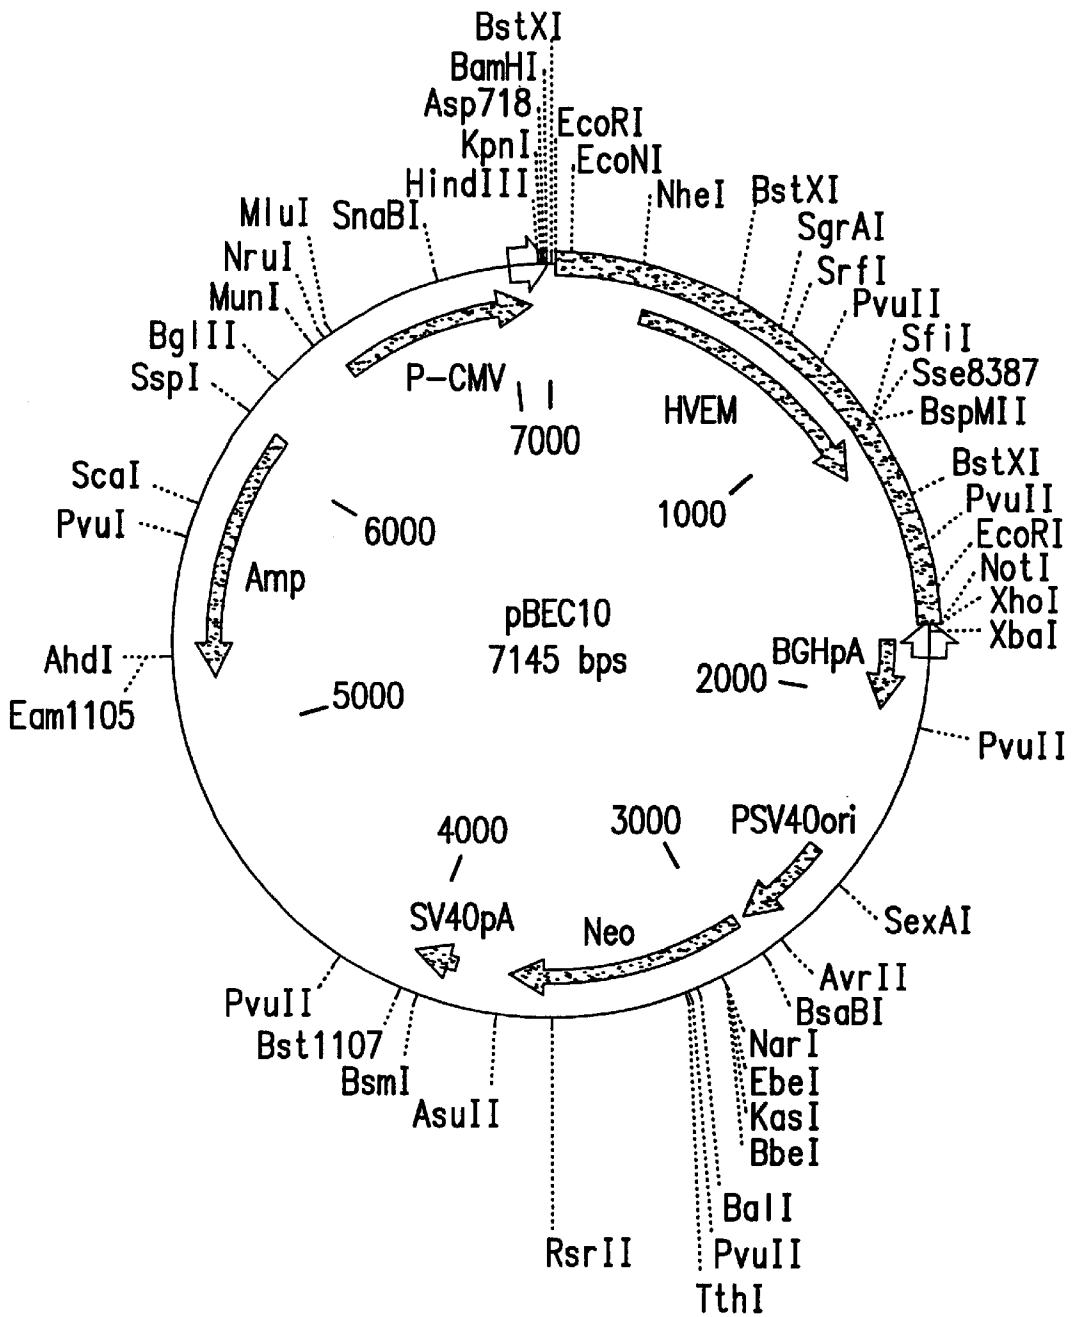 BstXI
BamHI
Asp718
KpnI
HindIII
EcoRI
EcoNI
NheI
BstXI
SgrAI
SrfI
PvuII
SfiI
Sse8387
BspMII
BstXI
PvuII
EcoRI
NotI
XhoI
XbaI
PvuII
SexAI
AvrII
BsaBI
NarI
EbeI
KasI
BbeI
BalI
PvuII
TthI
RsrII
AsuII
BsmI
Bst1107
PvuII
Eam1105
AhdI
PvuI
ScaI
SspI
BglII
MunI
NruI
MluI
SnaBI
P-CMV
HVEM
BGHpA
PSV40ori
Neo
SV40pA
Amp
7000
1000
2000
3000
4000
5000
6000
pBEC10
7145 bps